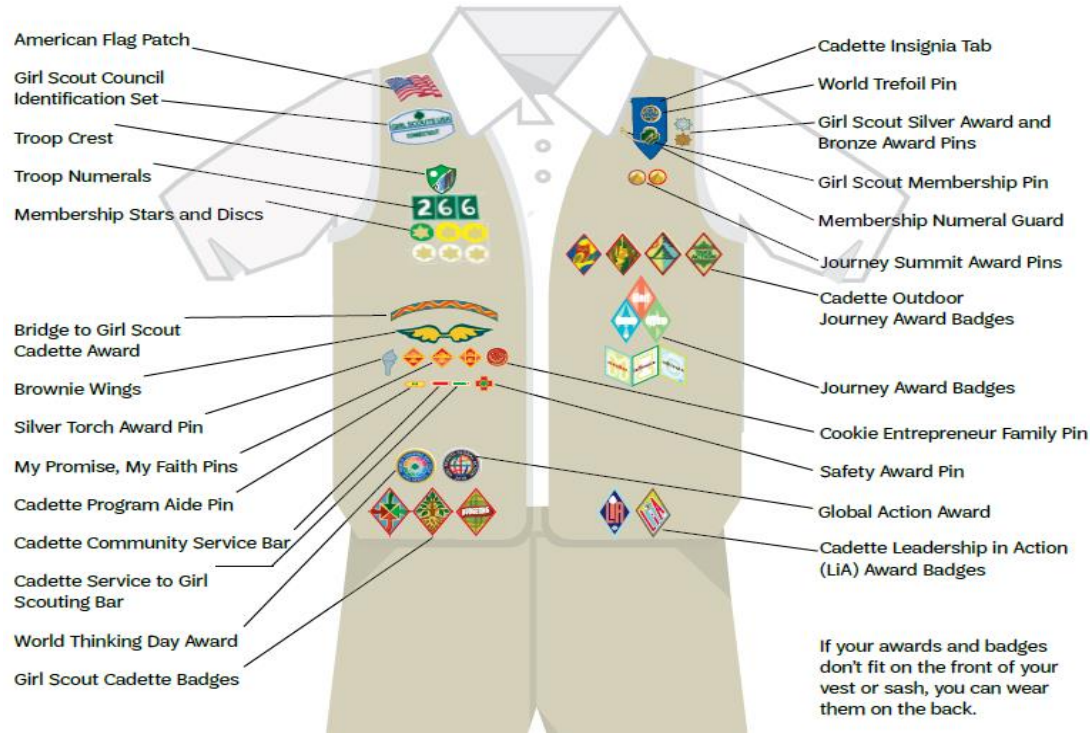 American Flag Patch
Girl Scout Council
Identification Set
Troop Crest
Troop Numerals
Membership Stars and Discs
Bridge to Girl Scout
Cadette Award
Brownie Wings
Silver Torch Award Pin
My Promise, My Faith Pins
Cadette Program Aide Pin
Cadette Community Service Bar
Cadette Service to Girl
Scouting Bar
World Thinking Day Award
Girl Scout Cadette Badges
GIRL SCOUTS USA
CONNECTICUT
266
Cadette Insignia Tab
World Trefoil Pin
Girl Scout Silver Award and
Bronze Award Pins
Girl Scout Membership Pin
Membership Numeral Guard
Journey Summit Award Pins
Cadette Outdoor
Journey Award Badges
Journey Award Badges
Cookie Entrepreneur Family Pin
Safety Award Pin
Global Action Award
Cadette Leadership in Action
(LiA) Award Badges
If your awards and badges
don't fit on the front of your
vest or sash, you can wear
them on the back.